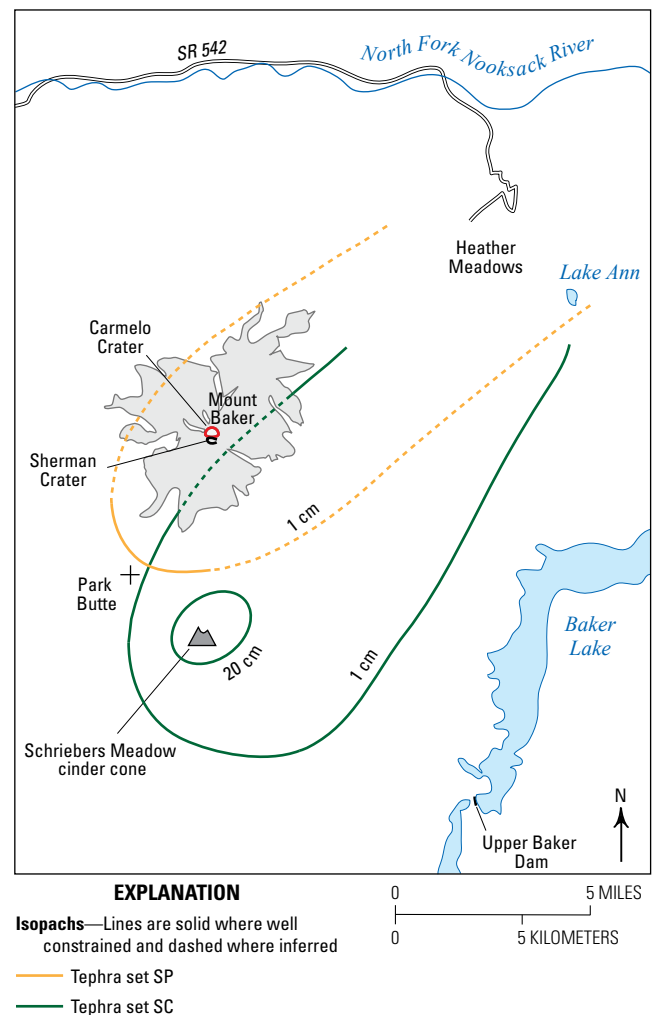 SR 542
North Fork Nooksack River
Heather
Meadows
Lake Ann
Carmelo
Crater
Mount
Baker
Sherman
Crater
1 cm
Park
Butte
Baker
Lake
20 cm
1 cm
Schriebers Meadow
cinder cone
N
Upper Baker
Dam
EXPLANATION
Isopachs—Lines are solid where well
constrained and dashed where inferred
Tephra set SP
Tephra set SC
0 5 MILES
0 5 KILOMETERS